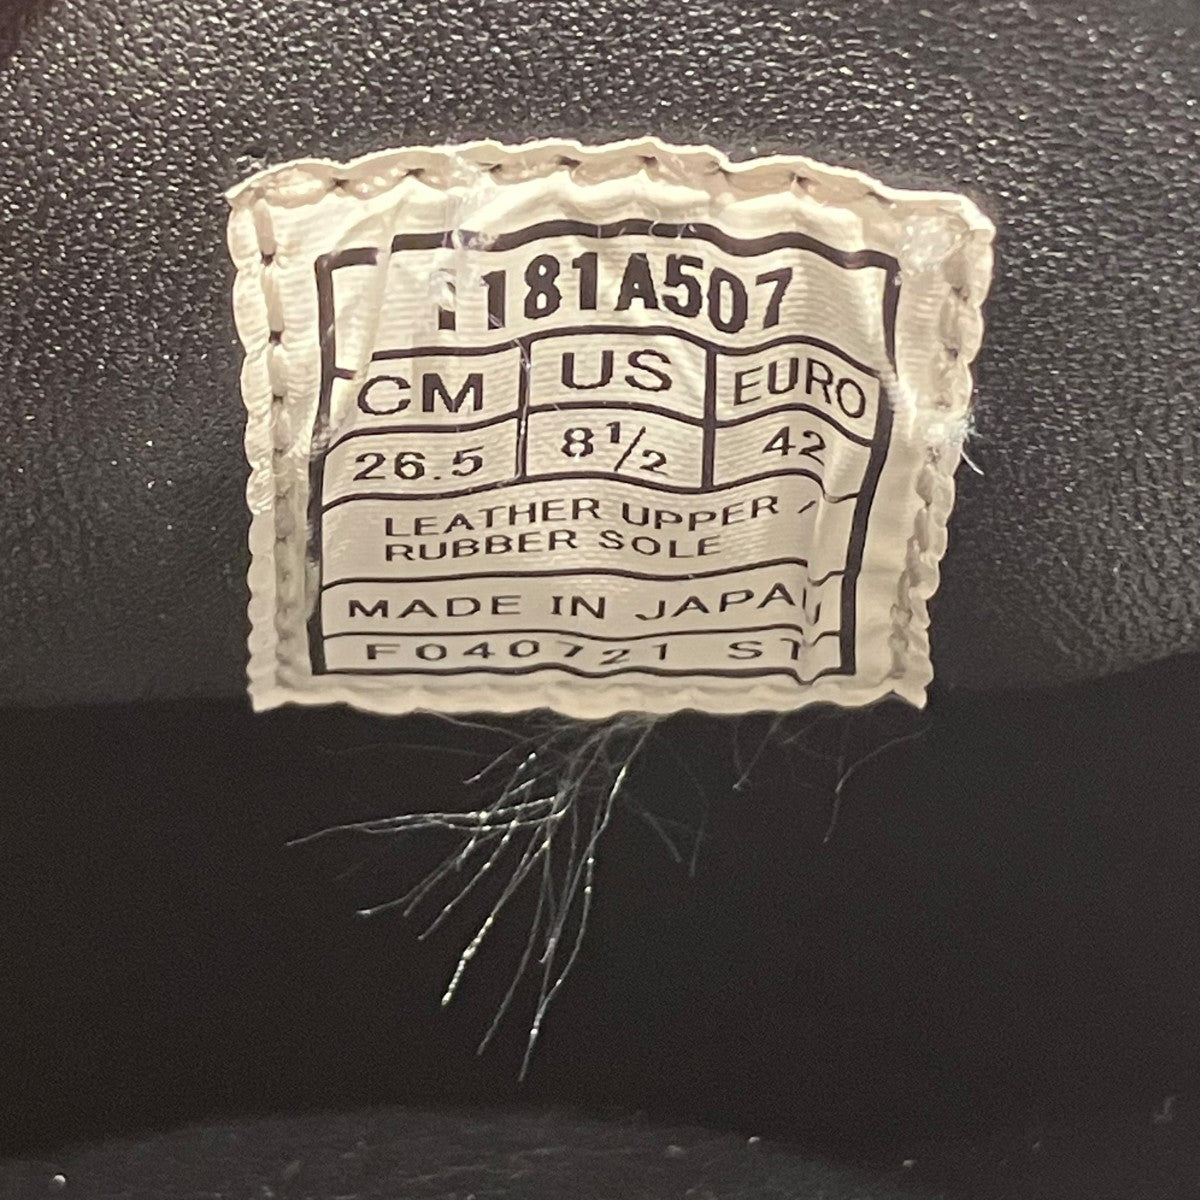 1181A507
CM US EURO
26.5 8 1/2 42
LEATHER UPPER /
RUBBER SOLE
MADE IN JAPAN
F040721 ST